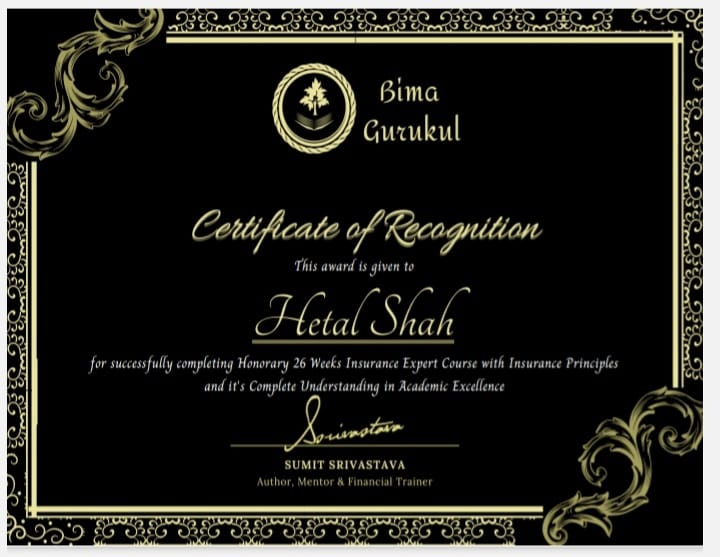 Bima
Gurukul
Certificate of Recognition
This award is given to
Hetal Shah
for successfully completing Honorary 26 Weeks Insurance Expert Course with Insurance Principles
and it's Complete Understanding in Academic Excellence
Srivastava
SUMIT SRIVASTAVA
Author, Mentor & Financial Trainer